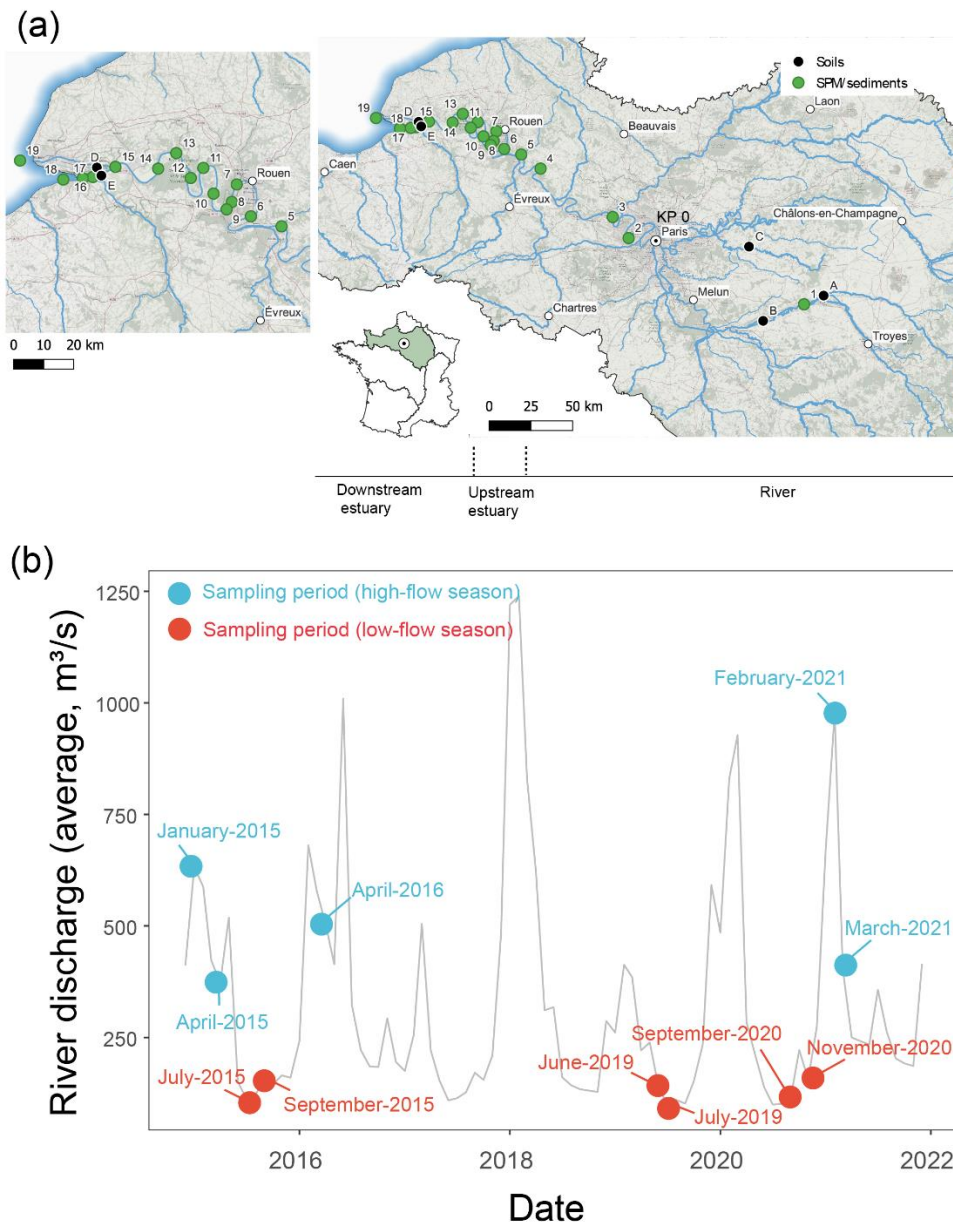 (a)
Soils
SPM/sediments
19
18
17
16
D
E
15
14
13
12
11
10
7
8
9
6
5
Rouen
Évreux
0 10 20 km
19
18
17
D
E
15
14
13
11
10
9
8
7
6
5
4
3
2
1
A
B
C
KP 0
Paris
Laon
Beauvais
Rouen
Caen
Évreux
Châlons-en-Champagne
Melun
Chartres
Troyes
0 25 50 km
Downstream
estuary
Upstream
estuary
River
(b)
River discharge (average, m³/s)
1250
1000
750
500
250
Sampling period (high-flow season)
Sampling period (low-flow season)
February-2021
January-2015
April-2016
March-2021
April-2015
July-2015
September-2015
June-2019
July-2019
September-2020
November-2020
2016
2018
2020
2022
Date